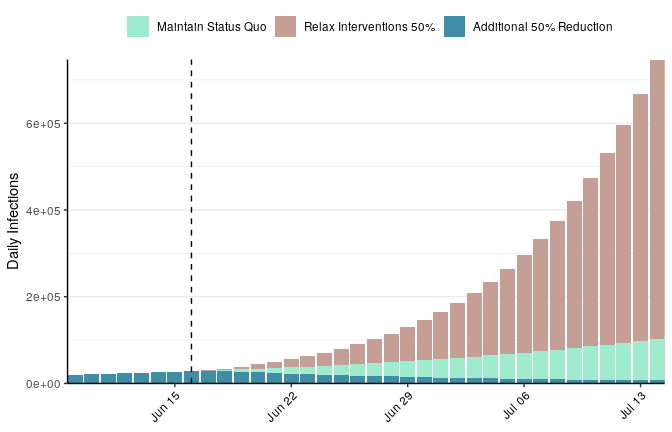 Maintain Status Quo Relax Interventions 50% Additional 50% Reduction
Daily Infections
6e+05
4e+05
2e+05
0e+00
Jun 15 Jun 22 Jun 29 Jul 06 Jul 13